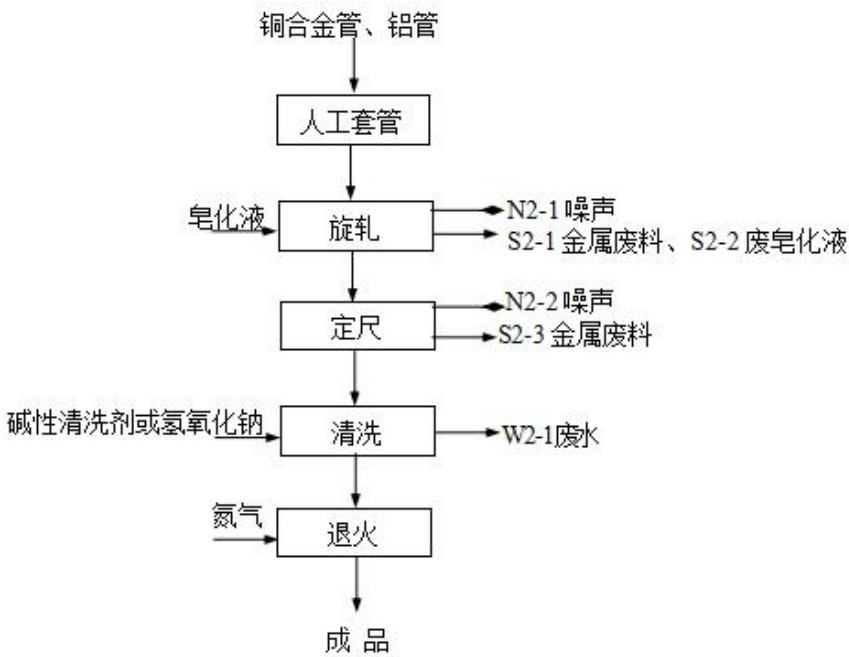 铜合金管、铝管
人工套管
皂化液
旋轧
N2-1噪声
S2-1金属废料、S2-2废皂化液
定尺
N2-2噪声
S2-3金属废料
碱性清洗剂或氢氧化钠
清洗
W2-1废水
氮气
退火
成 品